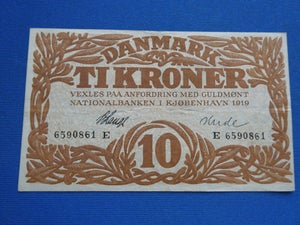 DANMARK
TI KRONER
VEXLES PAA ANFORDRING MED GULDMØNT
NATIONALBANKEN I KJØBENHAVN 1919
6590861 E E 6590861
10